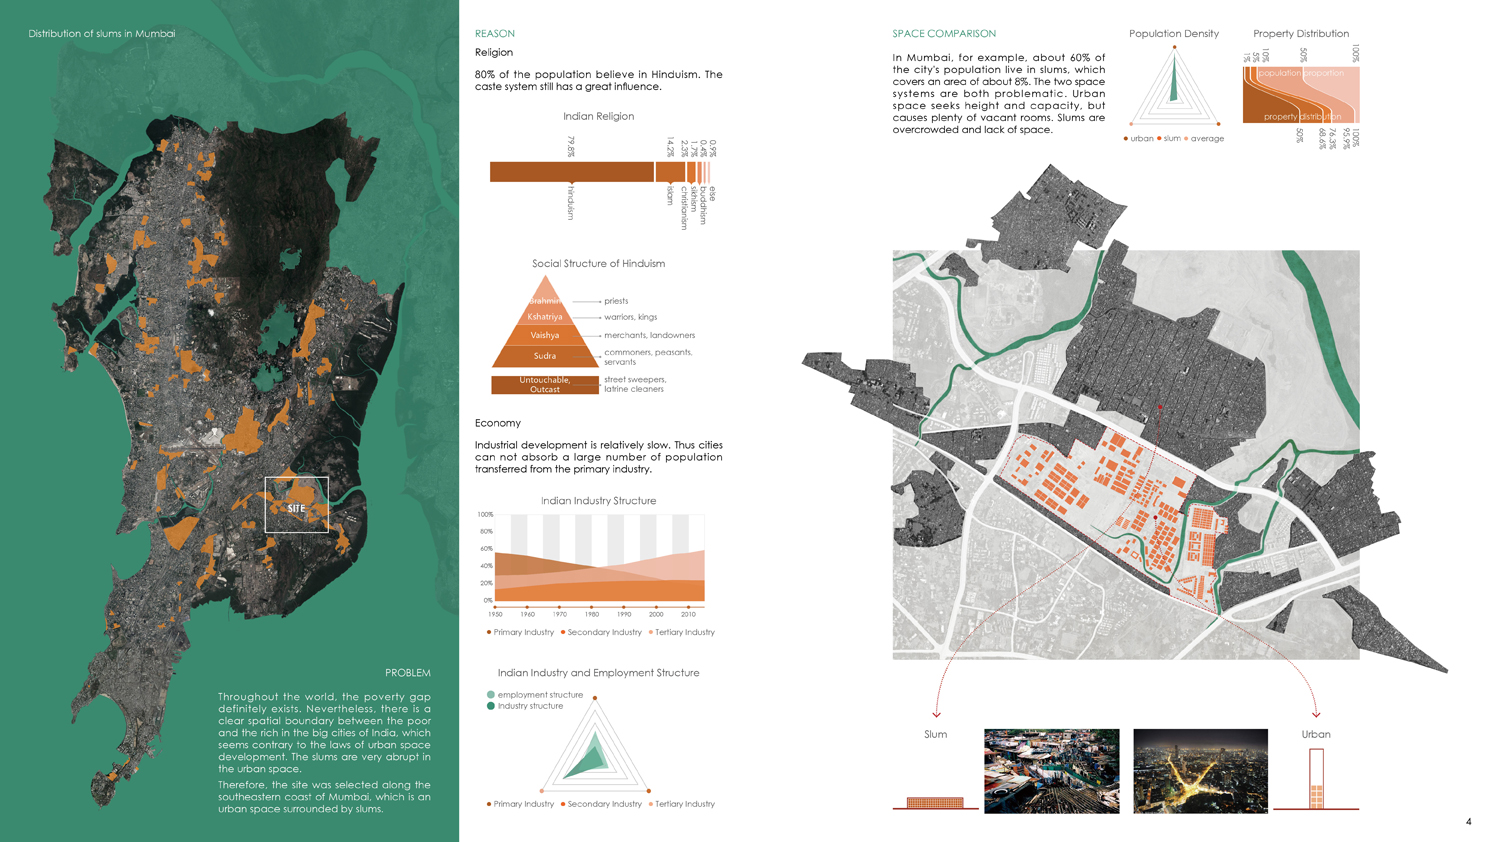 Distribution of slums in Mumbai
SITE
PROBLEM
Throughout the world, the poverty gap
definitely exists. Nevertheless, there is a
clear spatial boundary between the poor
and the rich in the big cities of India, which
seems contrary to the laws of urban space
development. The slums are very abrupt in
the urban space.
Therefore, the site was selected along the
southeastern coast of Mumbai, which is an
urban space surrounded by slums.
REASON
Religion
80% of the population believe in Hinduism. The
caste system still has a great influence.
Indian Religion
79.8%
14.2%
2.3%
1.7%
0.4%
0.9%
hinduism
islam
christianism
sikhism
buddhism
else
Social Structure of Hinduism
Brahmin
priests
Kshatriya
warriors, kings
Vaishya
merchants, landowners
Sudra
commoners, peasants,
servants
Untouchable,
Outcast
street sweepers,
latrine cleaners
Economy
Industrial development is relatively slow. Thus cities
can not absorb a large number of population
transferred from the primary industry.
Indian Industry Structure
100%
80%
60%
40%
20%
0%
1950 1960 1970 1980 1990 2000 2010
Primary Industry Secondary Industry Tertiary Industry
Indian Industry and Employment Structure
employment structure
Industry structure
Primary Industry Secondary Industry Tertiary Industry
SPACE COMPARISON
In Mumbai, for example, about 60% of
the city's population live in slums, which
covers an area of about 8%. The two space
systems are both problematic. Urban
space seeks height and capacity, but
causes plenty of vacant rooms. Slums are
overcrowded and lack of space.
Population Density
urban slum average
Property Distribution
1%
5%
10%
50%
100%
population proportion
property distribution
50%
68.6%
76.3%
95.9%
100%
Slum
Urban
4